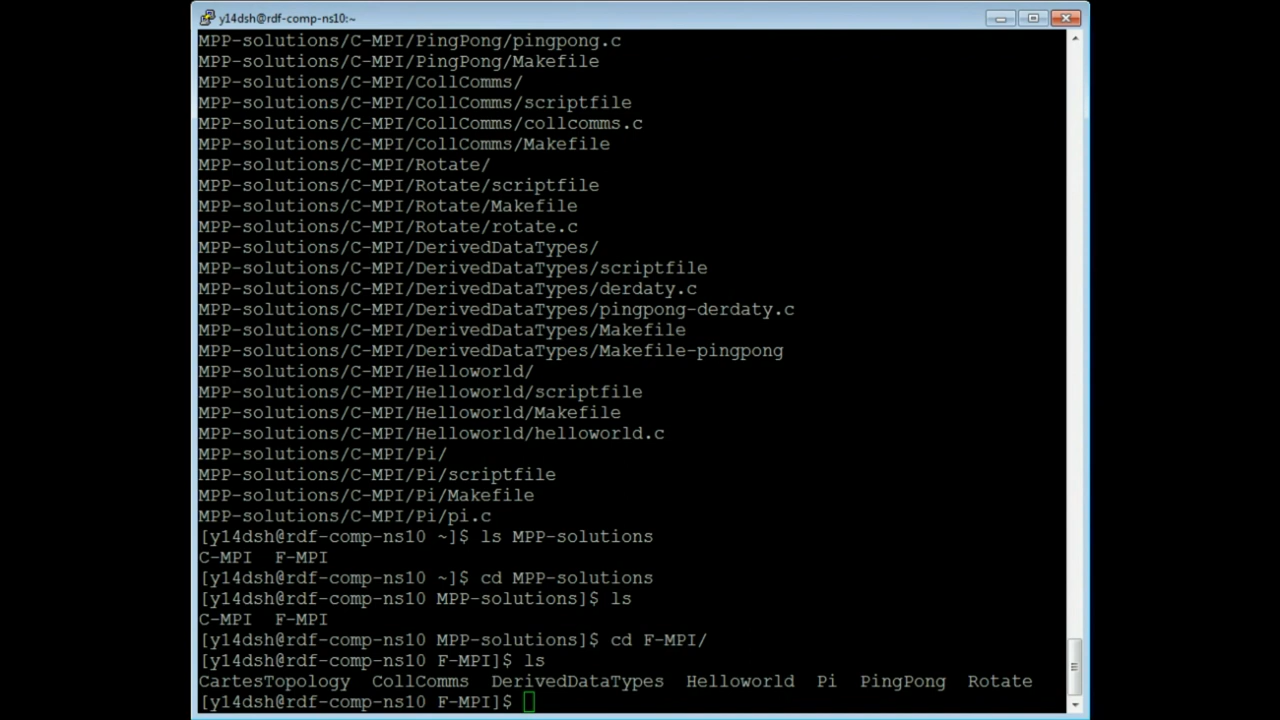 y14dsh@rdf-comp-ns10:~
MPP-solutions/C-MPI/PingPong/pingpong.c
MPP-solutions/C-MPI/PingPong/Makefile
MPP-solutions/C-MPI/CollComms/
MPP-solutions/C-MPI/CollComms/scriptfile
MPP-solutions/C-MPI/CollComms/collcomms.c
MPP-solutions/C-MPI/CollComms/Makefile
MPP-solutions/C-MPI/Rotate/
MPP-solutions/C-MPI/Rotate/scriptfile
MPP-solutions/C-MPI/Rotate/Makefile
MPP-solutions/C-MPI/Rotate/rotate.c
MPP-solutions/C-MPI/DerivedDataTypes/
MPP-solutions/C-MPI/DerivedDataTypes/scriptfile
MPP-solutions/C-MPI/DerivedDataTypes/derdaty.c
MPP-solutions/C-MPI/DerivedDataTypes/pingpong-derdaty.c
MPP-solutions/C-MPI/DerivedDataTypes/Makefile
MPP-solutions/C-MPI/DerivedDataTypes/Makefile-pingpong
MPP-solutions/C-MPI/Helloworld/
MPP-solutions/C-MPI/Helloworld/scriptfile
MPP-solutions/C-MPI/Helloworld/Makefile
MPP-solutions/C-MPI/Helloworld/helloworld.c
MPP-solutions/C-MPI/Pi/
MPP-solutions/C-MPI/Pi/scriptfile
MPP-solutions/C-MPI/Pi/Makefile
MPP-solutions/C-MPI/Pi/pi.c
[y14dsh@rdf-comp-ns10 ~]$ ls MPP-solutions
C-MPI  F-MPI
[y14dsh@rdf-comp-ns10 ~]$ cd MPP-solutions
[y14dsh@rdf-comp-ns10 MPP-solutions]$ ls
C-MPI  F-MPI
[y14dsh@rdf-comp-ns10 MPP-solutions]$ cd F-MPI/
[y14dsh@rdf-comp-ns10 F-MPI]$ ls
CartesTopology  CollComms  DerivedDataTypes  Helloworld  Pi  PingPong  Rotate
[y14dsh@rdf-comp-ns10 F-MPI]$